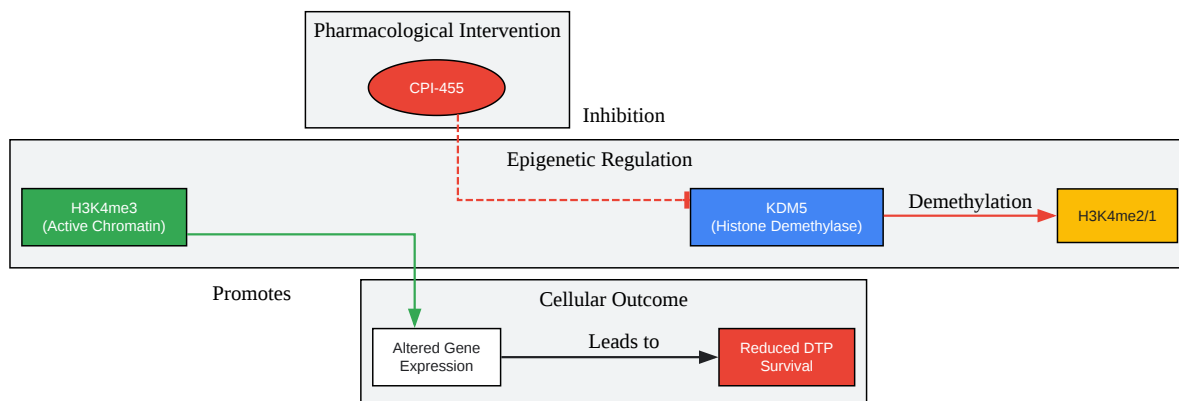 Pharmacological Intervention
CPI-455
Inhibition
Epigenetic Regulation
H3K4me3
(Active Chromatin)
KDM5
(Histone Demethylase)
Demethylation
H3K4me2/1
Promotes
Cellular Outcome
Altered Gene
Expression
Leads to
Reduced DTP
Survival